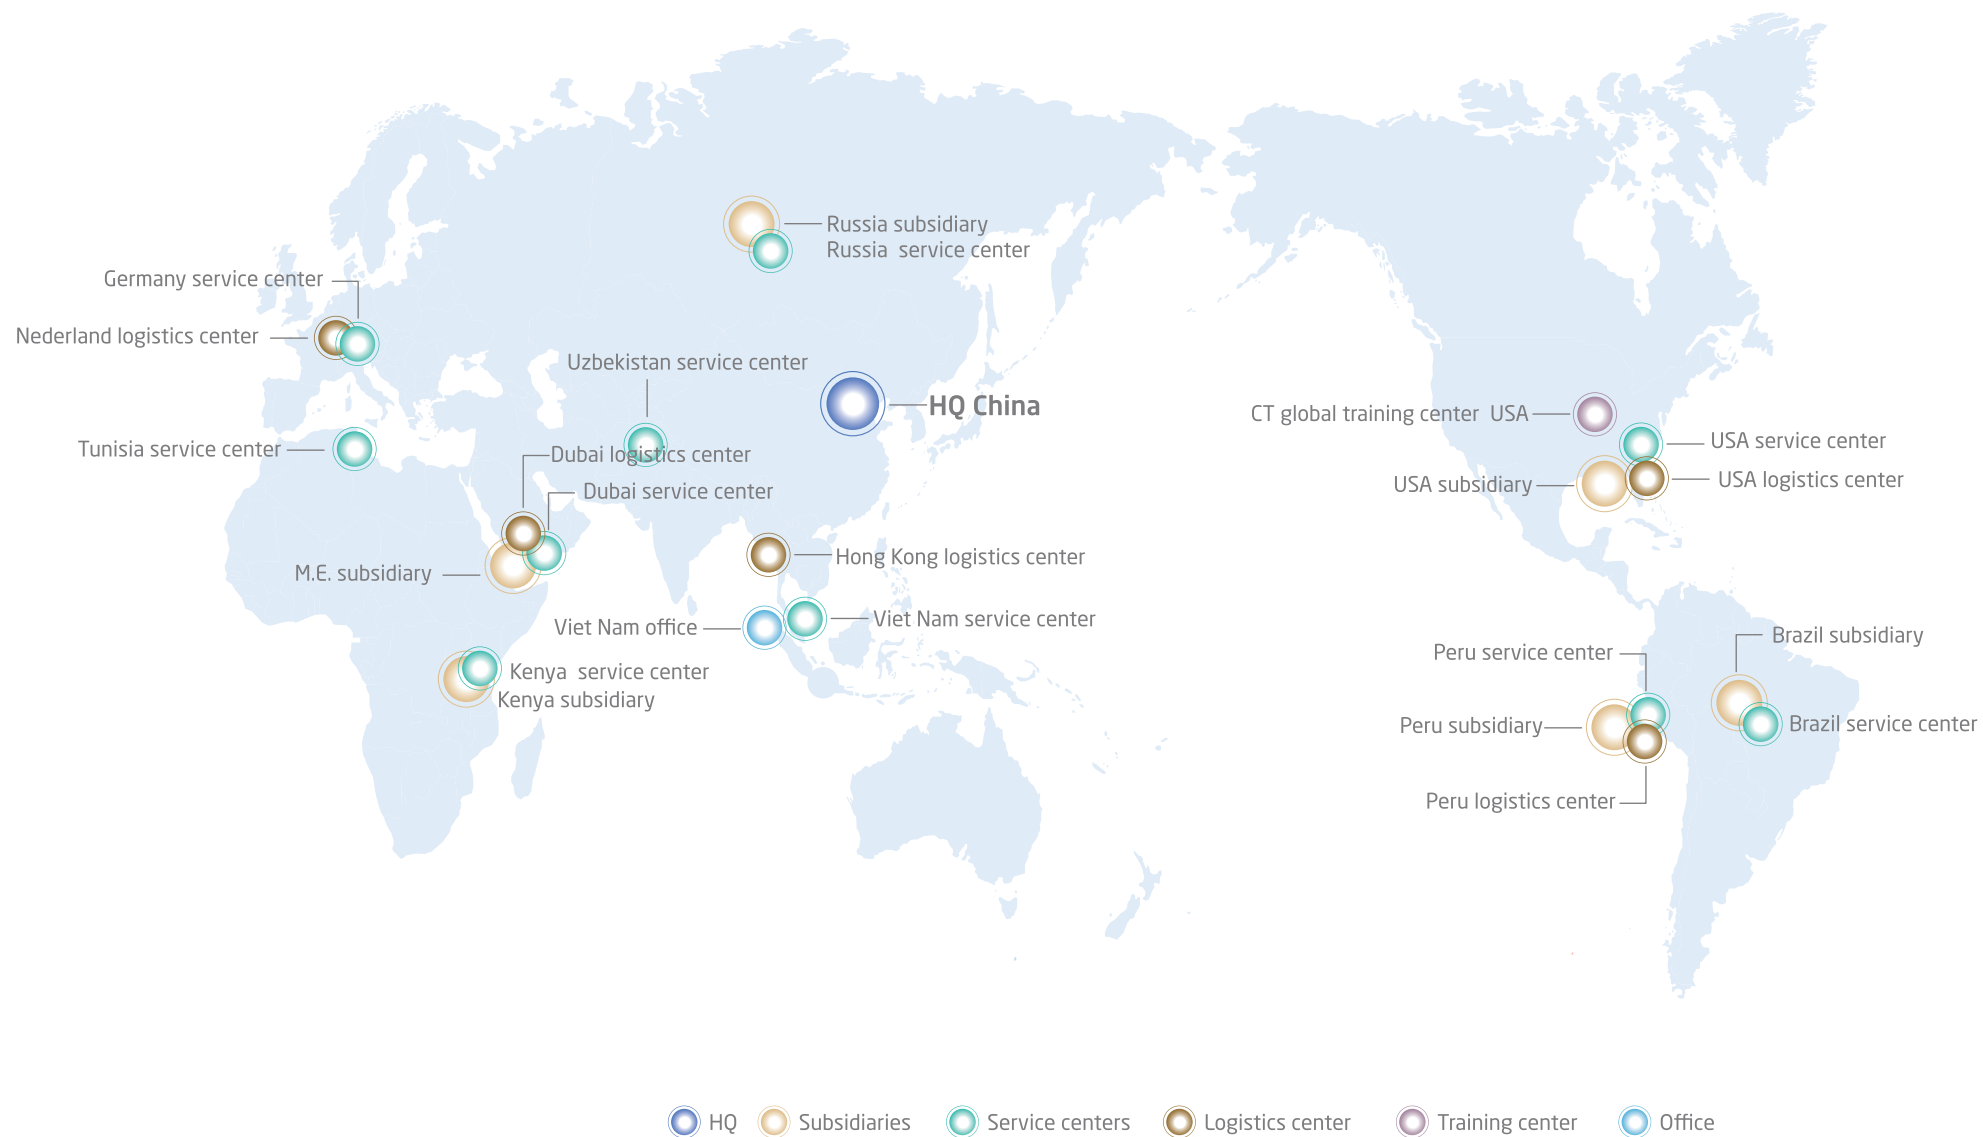 Russia subsidiary
Russia service center
Germany service center
Nederland logistics center
Uzbekistan service center
HQ China
CT global training center USA
USA service center
Tunisia service center
Dubai logistics center
USA subsidiary
USA logistics center
Dubai service center
Hong Kong logistics center
M.E. subsidiary
Viet Nam office
Viet Nam service center
Brazil subsidiary
Peru service center
Kenya service center
Kenya subsidiary
Peru subsidiary
Brazil service center
Peru logistics center
HQ
Subsidiaries
Service centers
Logistics center
Training center
Office